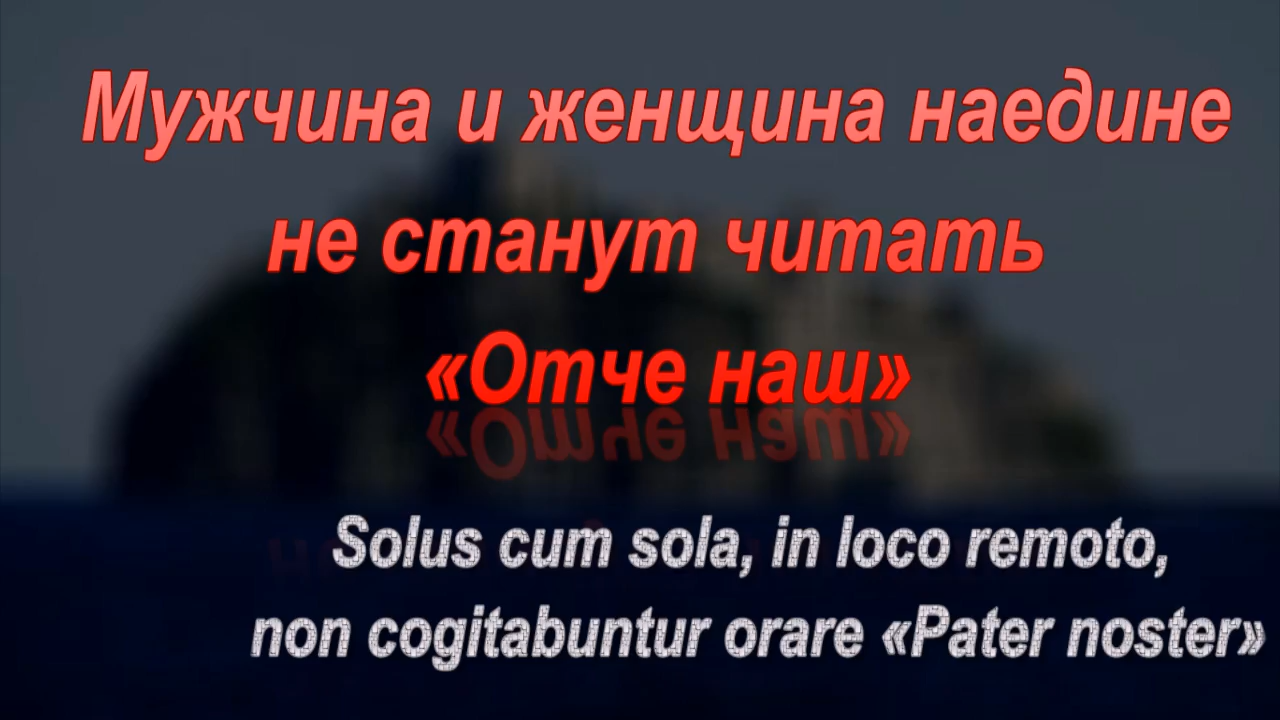 Мужчина и женщина наедине
не станут читать
«Отче наш»
Solus cum sola, in loco remoto,
non cogitabuntur orare «Pater noster»